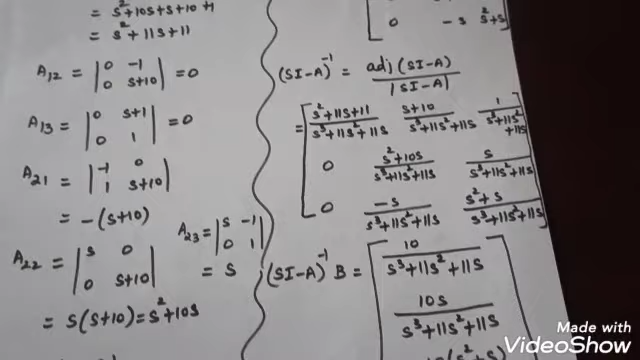 = s²+10s+s+10+1
= s²+11s+11
A₁₂ = |0 -1; 0 s+10| = 0
A₁₃ = |0 s+1; 0 1| = 0
A₂₁ = |-1 0; 1 s+10|
= -(s+10)
A₂₂ = |s 0; 0 s+10|
= s(s+10) = s²+10s
A₂₃ = |s -1; 0 1|
= s
0 -s s²+s
(SI-A)⁻¹ = adj(SI-A) / |SI-A|
= [ s²+11s+11 / s³+11s²+11s   s+10 / s³+11s²+11s   1 / s³+11s²+11s
0   s²+10s / s³+11s²+11s   s / s³+11s²+11s
0   -s / s³+11s²+11s   s²+s / s³+11s²+11s ]
(SI-A)⁻¹ B = [ 10 / s³+11s²+11s
10s / s³+11s²+11s
Made with
VideoShow